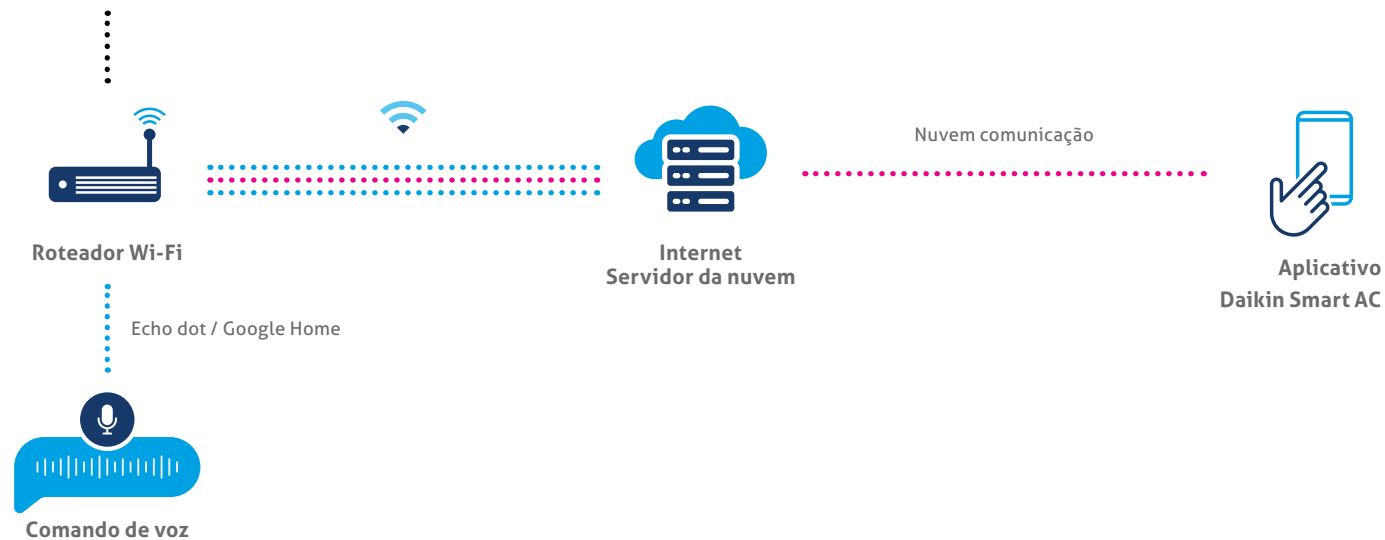 Nuvem comunicação
Roteador Wi-Fi
Internet
Servidor da nuvem
Aplicativo
Daikin Smart AC
Echo dot / Google Home
Comando de voz